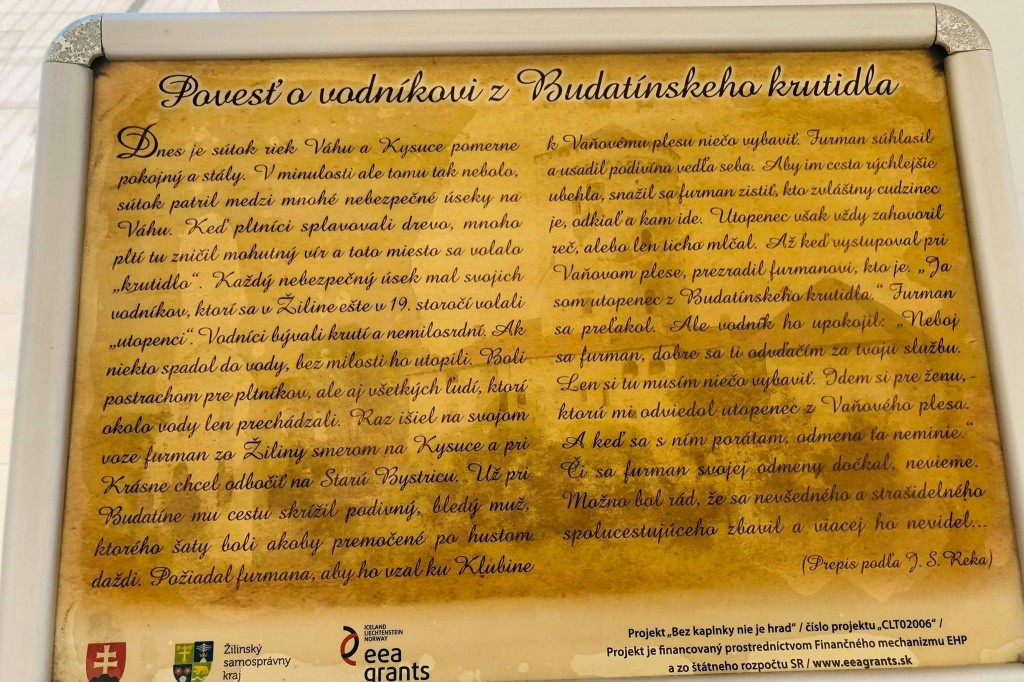 Povesť o vodníkovi z Budatínskeho krutidla
Dnes je sútok riek Váhu a Kysuce pomerne
pokojný a stály. V minulosti ale tomu tak nebolo,
sútok patril medzi mnohé nebezpečné úseky na
Váhu. Keď pltníci splavovali drevo, mnoho
pltí tu zničil mohutný vír a toto miesto sa volalo
„krutidlo“. Každý nebezpečný úsek mal svojich
vodníkov, ktorí sa v Žiline ešte v 19. storočí volali
„utopenci“. Vodníci bývali krutí a nemilosrdní. Ak
niekto spadol do vody, bez milosti ho utopili. Boli
postrachom pre pltníkov, ale aj všetkých ľudí, ktorí
okolo vody len prechádzali. Raz išiel na svojom
voze furman zo Žiliny smerom na Kysuce a pri
Krásne chcel odbočiť na Starú Bystricu. Už pri
Budatíne mu cestu skrížil podivný, bledý muž,
ktorého šaty boli akoby premočené po hustom
daždi. Požiadal furmana, aby ho vzal ku Klubine
k Vaňovému plesu niečo vybaviť. Furman súhlasil
a usadil podivína vedľa seba. Aby im cesta rýchlejšie
ubehla, snažil sa furman zistiť, kto zvláštny cudzinec
je, odkiaľ a kam ide. Utopenec však vždy zahovoril
reč, alebo len ticho mlčal. Až keď vystupoval pri
Vaňovom plese, prezradil furmanovi, kto je. „Ja
som utopenec z Budatínskeho krutidla.“ Furman
sa preľakol. Ale vodník ho upokojil: „Neboj
sa furman, dobre sa ti odvďačím za tvoju službu.
Len si tu musím niečo vybaviť. Idem si pre ženu, -
ktorú mi odviedol utopenec z Vaňového plesa.
A keď sa s ním porátam, odmena ťa neminie.“
Či sa furman svojej odmeny dočkal, nevieme.
Možno bol rád, že sa nevšedného a strašidelného
spolucestujúceho zbavil a viacej ho nevidel...
(Prepis podľa J. S. Reka)
Žilinský
samosprávny
kraj
ICELAND
LIECHTENSTEIN
NORWAY
eea
grants
Projekt „Bez kaplnky nie je hrad“ / číslo projektu „CLT02006“ /
Projekt je financovaný prostredníctvom Finančného mechanizmu EHP
a zo štátneho rozpočtu SR / www.eeagrants.sk